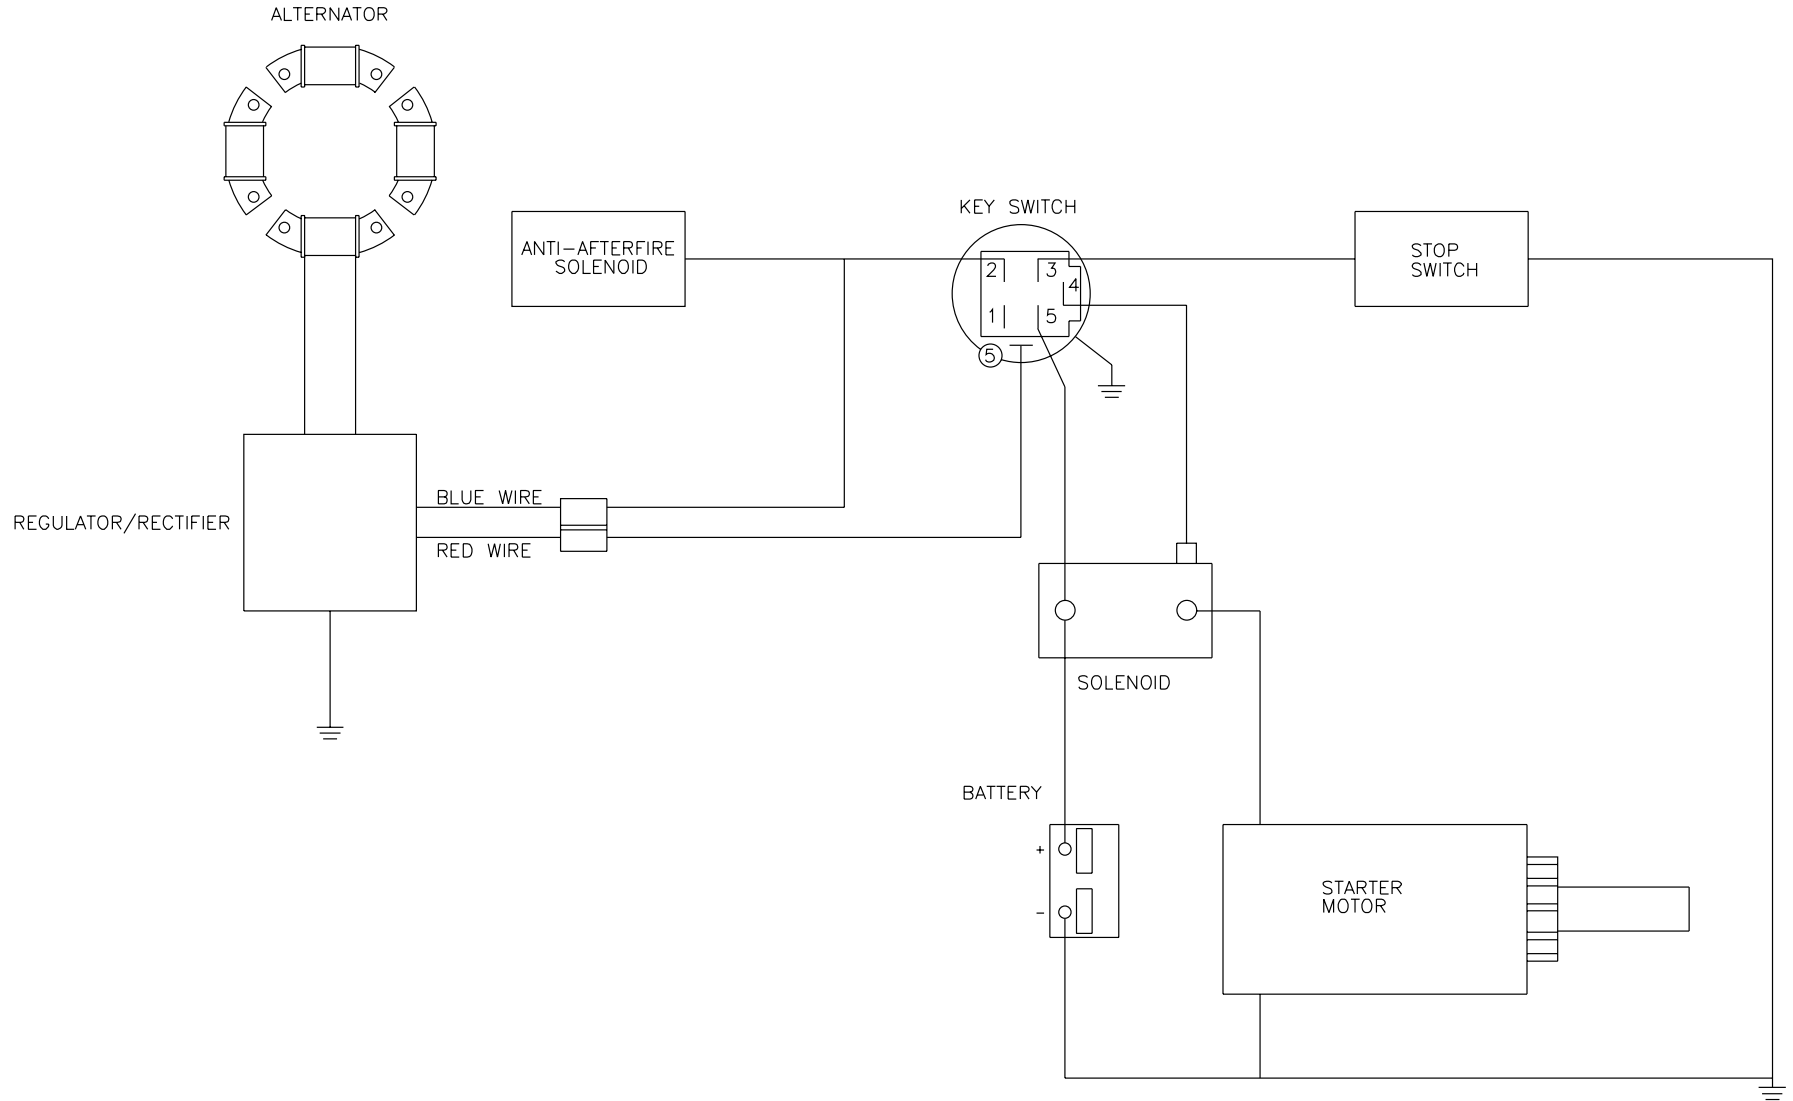 ALTERNATOR
KEY SWITCH
ANTI-AFTERFIRE
SOLENOID
2
3
4
1
5
5
STOP
SWITCH
BLUE WIRE
REGULATOR/RECTIFIER
RED WIRE
SOLENOID
BATTERY
+
-
STARTER
MOTOR